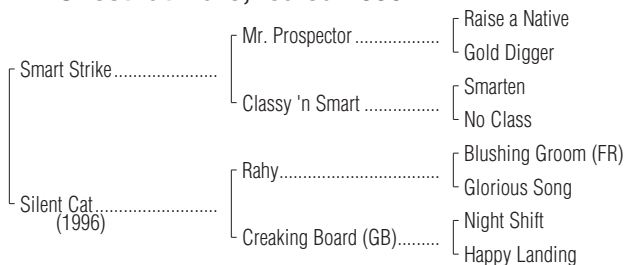 Raise a Native
Mr. Prospector
Gold Digger
Smart Strike
Smarten
Classy 'n Smart
No Class
Blushing Groom (FR)
Rahy
Glorious Song
Silent Cat
(1996)
Night Shift
Creaking Board (GB)
Happy Landing